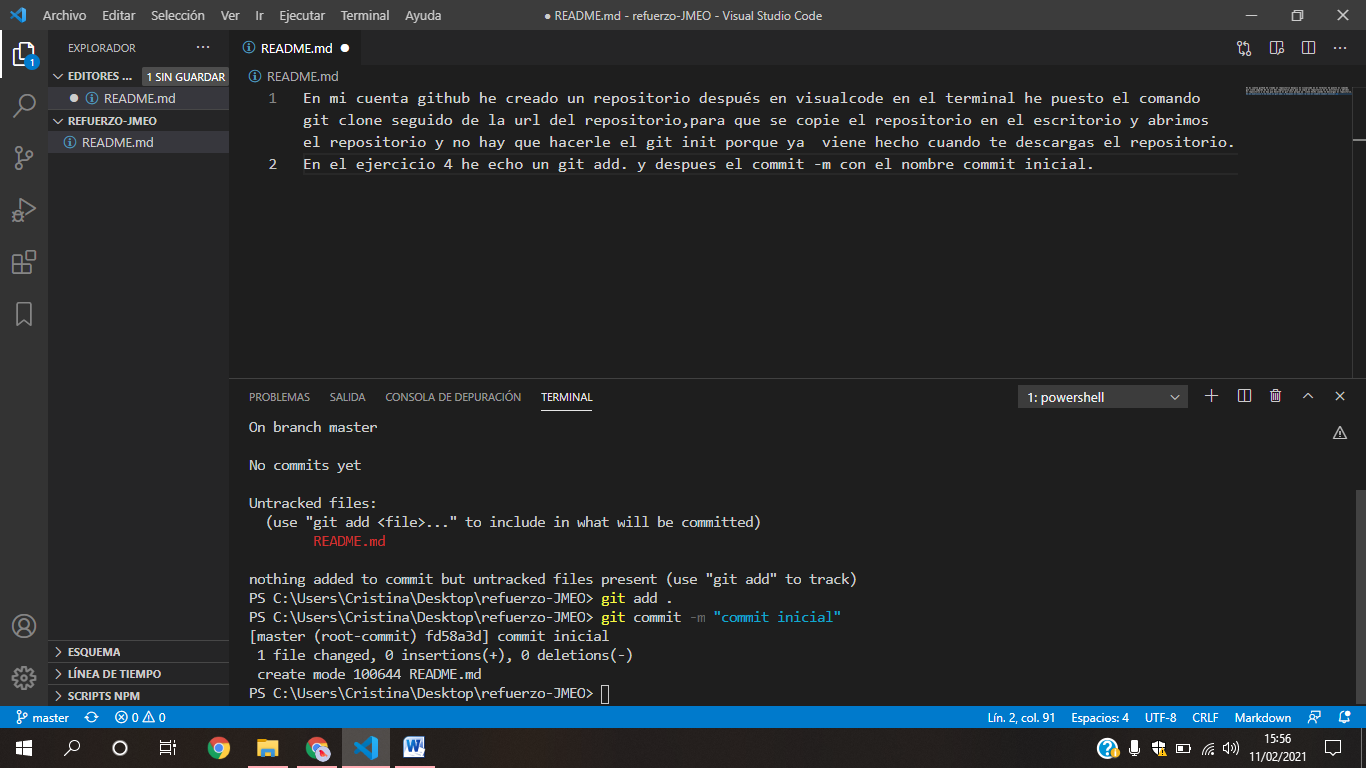 Archivo Editar Selección Ver Ir Ejecutar Terminal Ayuda
● README.md - refuerzo-JMEO - Visual Studio Code
EXPLORADOR ···
README.md ●
EDITORES ... 1 SIN GUARDAR
● README.md
REFUERZO-JMEO
README.md
1
README.md
1 En mi cuenta github he creado un repositorio después en visualcode en el terminal he puesto el comando
git clone seguido de la url del repositorio,para que se copie el repositorio en el escritorio y abrimos
el repositorio y no hay que hacerle el git init porque ya  viene hecho cuando te descargas el repositorio.
2 En el ejercicio 4 he echo un git add. y despues el commit -m con el nombre commit inicial.
PROBLEMAS SALIDA CONSOLA DE DEPURACIÓN TERMINAL
1: powershell
On branch master
No commits yet
Untracked files:
(use "git add <file>..." to include in what will be committed)
README.md
nothing added to commit but untracked files present (use "git add" to track)
PS C:\Users\Cristina\Desktop\refuerzo-JMEO> git add .
PS C:\Users\Cristina\Desktop\refuerzo-JMEO> git commit -m "commit inicial"
[master (root-commit) fd58a3d] commit inicial
1 file changed, 0 insertions(+), 0 deletions(-)
create mode 100644 README.md
PS C:\Users\Cristina\Desktop\refuerzo-JMEO>
ESQUEMA
LÍNEA DE TIEMPO
SCRIPTS NPM
master 0 0 Lín. 2, col. 91 Espacios: 4 UTF-8 CRLF Markdown
15:56
11/02/2021